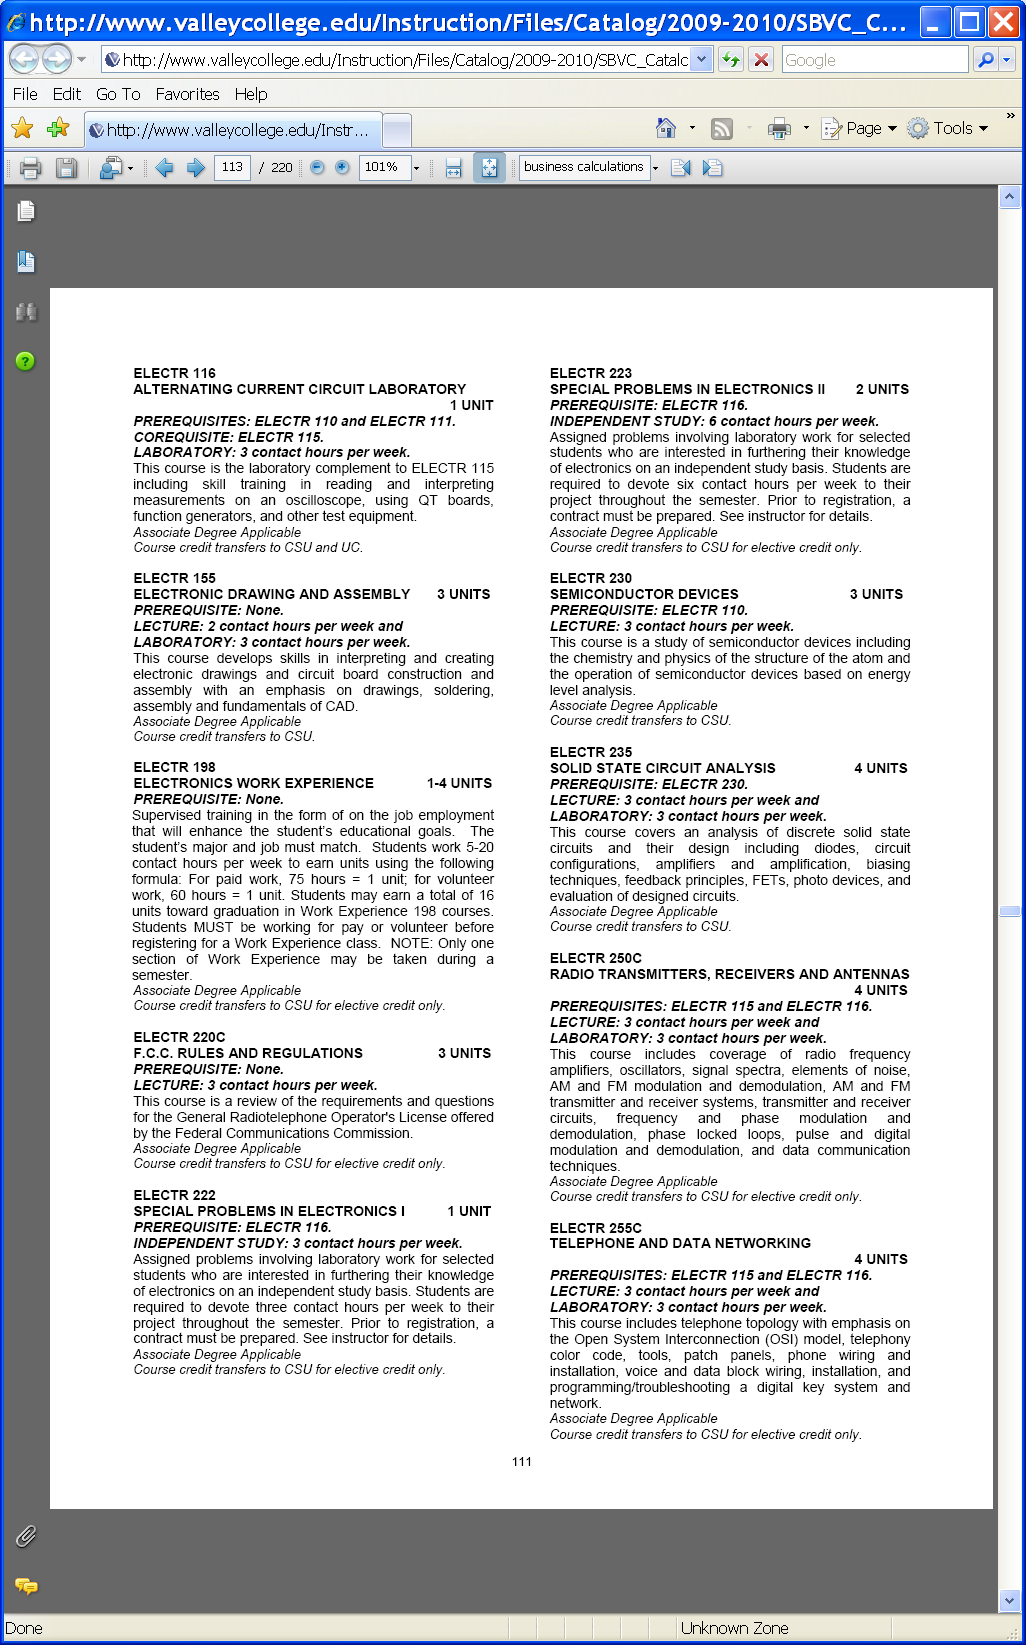 http://www.valleycollege.edu/Instruction/Files/Catalog/2009-2010/SBVC_C...
http://www.valleycollege.edu/Instruction/Files/Catalog/2009-2010/SBVC_Catalc
Google
File Edit Go To Favorites Help
http://www.valleycollege.edu/Instr...
Page Tools
113 / 220 101% business calculations
ELECTR 116
ALTERNATING CURRENT CIRCUIT LABORATORY
1 UNIT
PREREQUISITES: ELECTR 110 and ELECTR 111.
COREQUISITE: ELECTR 115.
LABORATORY: 3 contact hours per week.
This course is the laboratory complement to ELECTR 115
including skill training in reading and interpreting
measurements on an oscilloscope, using QT boards,
function generators, and other test equipment.
Associate Degree Applicable
Course credit transfers to CSU and UC.
ELECTR 155
ELECTRONIC DRAWING AND ASSEMBLY 3 UNITS
PREREQUISITE: None.
LECTURE: 2 contact hours per week and
LABORATORY: 3 contact hours per week.
This course develops skills in interpreting and creating
electronic drawings and circuit board construction and
assembly with an emphasis on drawings, soldering,
assembly and fundamentals of CAD.
Associate Degree Applicable
Course credit transfers to CSU.
ELECTR 198
ELECTRONICS WORK EXPERIENCE 1-4 UNITS
PREREQUISITE: None.
Supervised training in the form of on the job employment
that will enhance the student's educational goals. The
student's major and job must match. Students work 5-20
contact hours per week to earn units using the following
formula: For paid work, 75 hours = 1 unit; for volunteer
work, 60 hours = 1 unit. Students may earn a total of 16
units toward graduation in Work Experience 198 courses.
Students MUST be working for pay or volunteer before
registering for a Work Experience class. NOTE: Only one
section of Work Experience may be taken during a
semester.
Associate Degree Applicable
Course credit transfers to CSU for elective credit only.
ELECTR 220C
F.C.C. RULES AND REGULATIONS 3 UNITS
PREREQUISITE: None.
LECTURE: 3 contact hours per week.
This course is a review of the requirements and questions
for the General Radiotelephone Operator's License offered
by the Federal Communications Commission.
Associate Degree Applicable
Course credit transfers to CSU for elective credit only.
ELECTR 222
SPECIAL PROBLEMS IN ELECTRONICS I 1 UNIT
PREREQUISITE: ELECTR 116.
INDEPENDENT STUDY: 3 contact hours per week.
Assigned problems involving laboratory work for selected
students who are interested in furthering their knowledge
of electronics on an independent study basis. Students are
required to devote three contact hours per week to their
project throughout the semester. Prior to registration, a
contract must be prepared. See instructor for details.
Associate Degree Applicable
Course credit transfers to CSU for elective credit only.
ELECTR 223
SPECIAL PROBLEMS IN ELECTRONICS II 2 UNITS
PREREQUISITE: ELECTR 116.
INDEPENDENT STUDY: 6 contact hours per week.
Assigned problems involving laboratory work for selected
students who are interested in furthering their knowledge
of electronics on an independent study basis. Students are
required to devote six contact hours per week to their
project throughout the semester. Prior to registration, a
contract must be prepared. See instructor for details.
Associate Degree Applicable
Course credit transfers to CSU for elective credit only.
ELECTR 230
SEMICONDUCTOR DEVICES 3 UNITS
PREREQUISITE: ELECTR 110.
LECTURE: 3 contact hours per week.
This course is a study of semiconductor devices including
the chemistry and physics of the structure of the atom and
the operation of semiconductor devices based on energy
level analysis.
Associate Degree Applicable
Course credit transfers to CSU.
ELECTR 235
SOLID STATE CIRCUIT ANALYSIS 4 UNITS
PREREQUISITE: ELECTR 230.
LECTURE: 3 contact hours per week and
LABORATORY: 3 contact hours per week.
This course covers an analysis of discrete solid state
circuits and their design including diodes, circuit
configurations, amplifiers and amplification, biasing
techniques, feedback principles, FETs, photo devices, and
evaluation of designed circuits.
Associate Degree Applicable
Course credit transfers to CSU.
ELECTR 250C
RADIO TRANSMITTERS, RECEIVERS AND ANTENNAS
4 UNITS
PREREQUISITES: ELECTR 115 and ELECTR 116.
LECTURE: 3 contact hours per week and
LABORATORY: 3 contact hours per week.
This course includes coverage of radio frequency
amplifiers, oscillators, signal spectra, elements of noise,
AM and FM modulation and demodulation, AM and FM
transmitter and receiver systems, transmitter and receiver
circuits, frequency and phase modulation and
demodulation, phase locked loops, pulse and digital
modulation and demodulation, and data communication
techniques.
Associate Degree Applicable
Course credit transfers to CSU for elective credit only.
ELECTR 255C
TELEPHONE AND DATA NETWORKING
4 UNITS
PREREQUISITES: ELECTR 115 and ELECTR 116.
LECTURE: 3 contact hours per week and
LABORATORY: 3 contact hours per week.
This course includes telephone topology with emphasis on
the Open System Interconnection (OSI) model, telephony
color code, tools, patch panels, phone wiring and
installation, voice and data block wiring, installation, and
programming/troubleshooting a digital key system and
network.
Associate Degree Applicable
Course credit transfers to CSU for elective credit only.
111
Done Unknown Zone